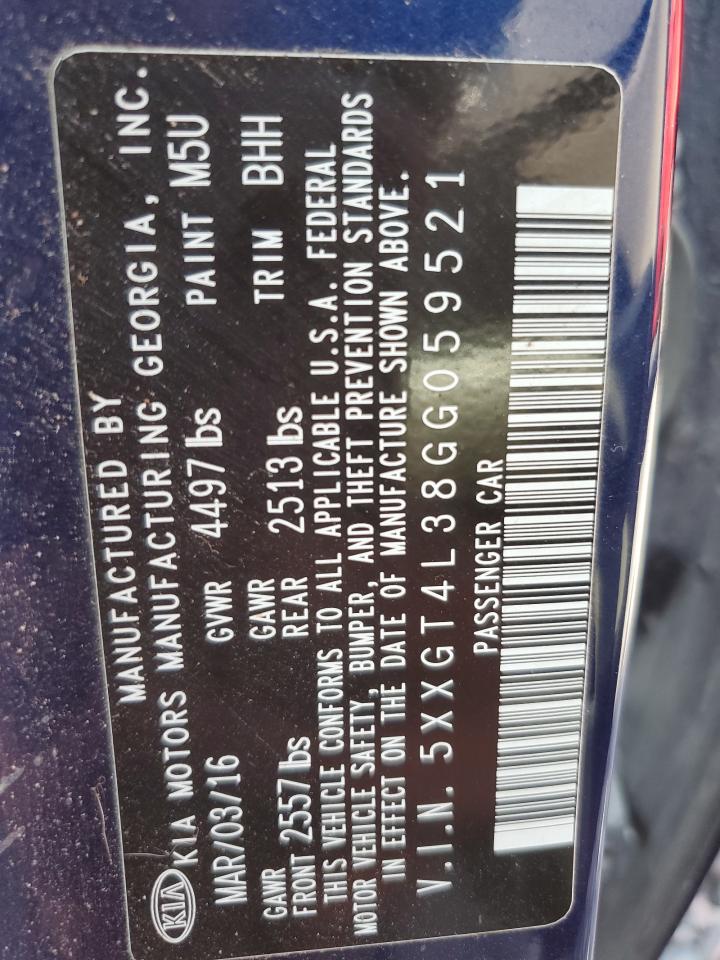 MANUFACTURED BY
KIA KIA MOTORS MANUFACTURING GEORGIA, INC.
MAR/03/16 GVWR 4497 lbs PAINT M5U
GAWR FRONT 2557 lbs GAWR REAR 2513 lbs TRIM BHH
THIS VEHICLE CONFORMS TO ALL APPLICABLE U.S.A. FEDERAL
MOTOR VEHICLE SAFETY, BUMPER, AND THEFT PREVENTION STANDARDS
IN EFFECT ON THE DATE OF MANUFACTURE SHOWN ABOVE.
V.I.N. 5XXGT4L38GG059521
PASSENGER CAR